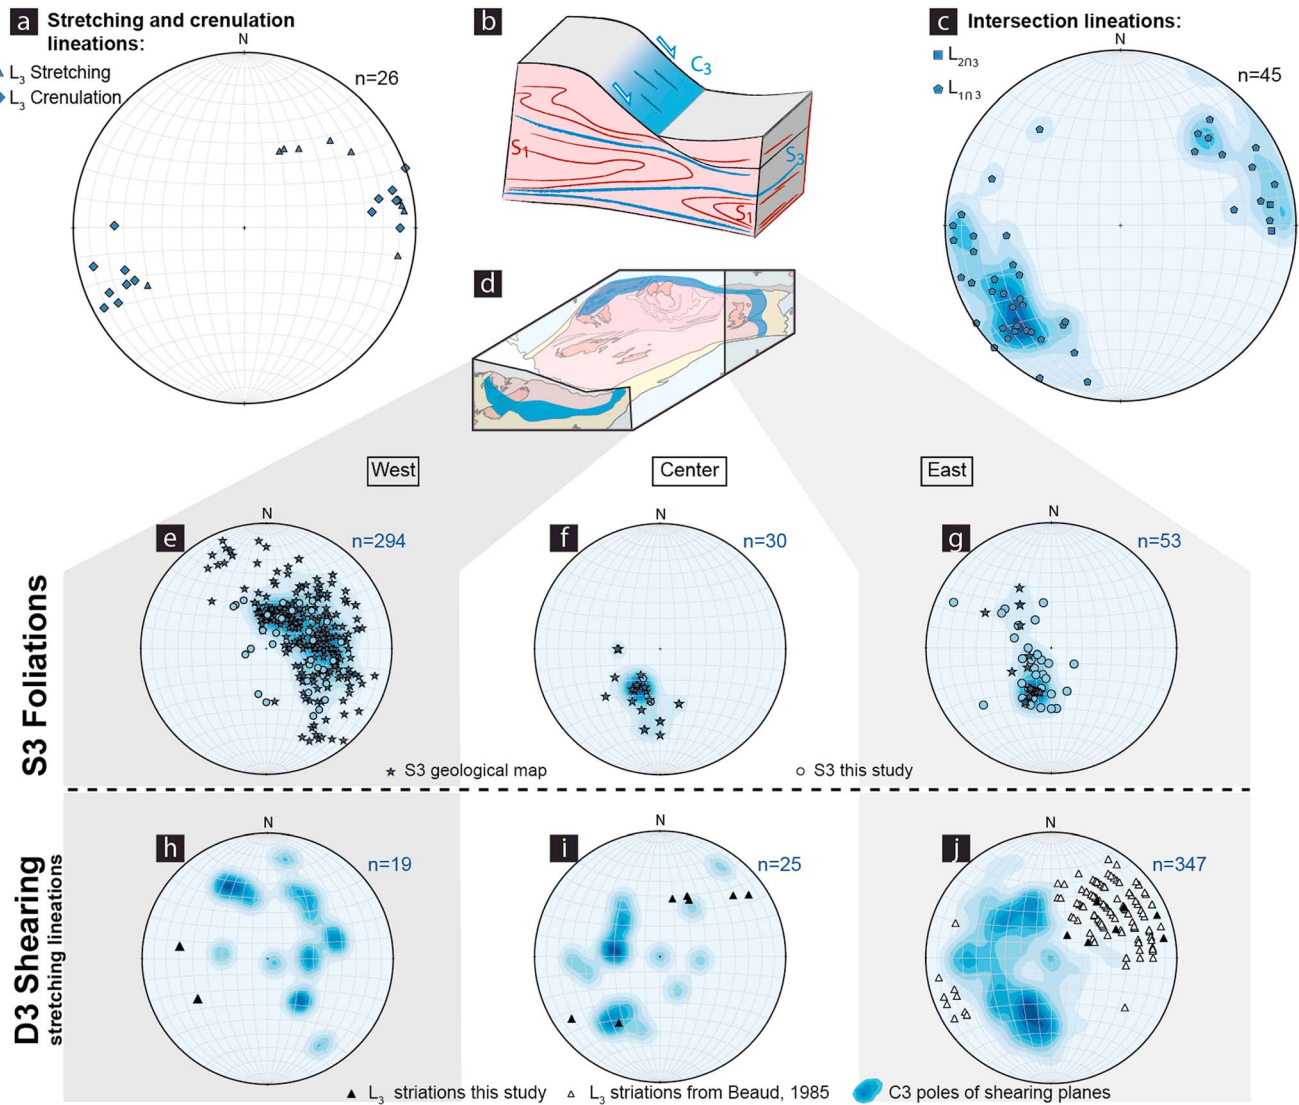 a Stretching and crenulation
lineations:
N
L3 Stretching
L3 Crenulation
n=26
b
C3
S1
S3
S1
c Intersection lineations:
L2∩3
L1∩3
n=45
d
West
Center
East
S3 Foliations
e
N
n=294
f
N
n=30
g
N
n=53
S3 geological map
S3 this study
D3 Shearing
stretching lineations
h
N
n=19
i
N
n=25
j
N
n=347
L3 striations this study
L3 striations from Beaud, 1985
C3 poles of shearing planes